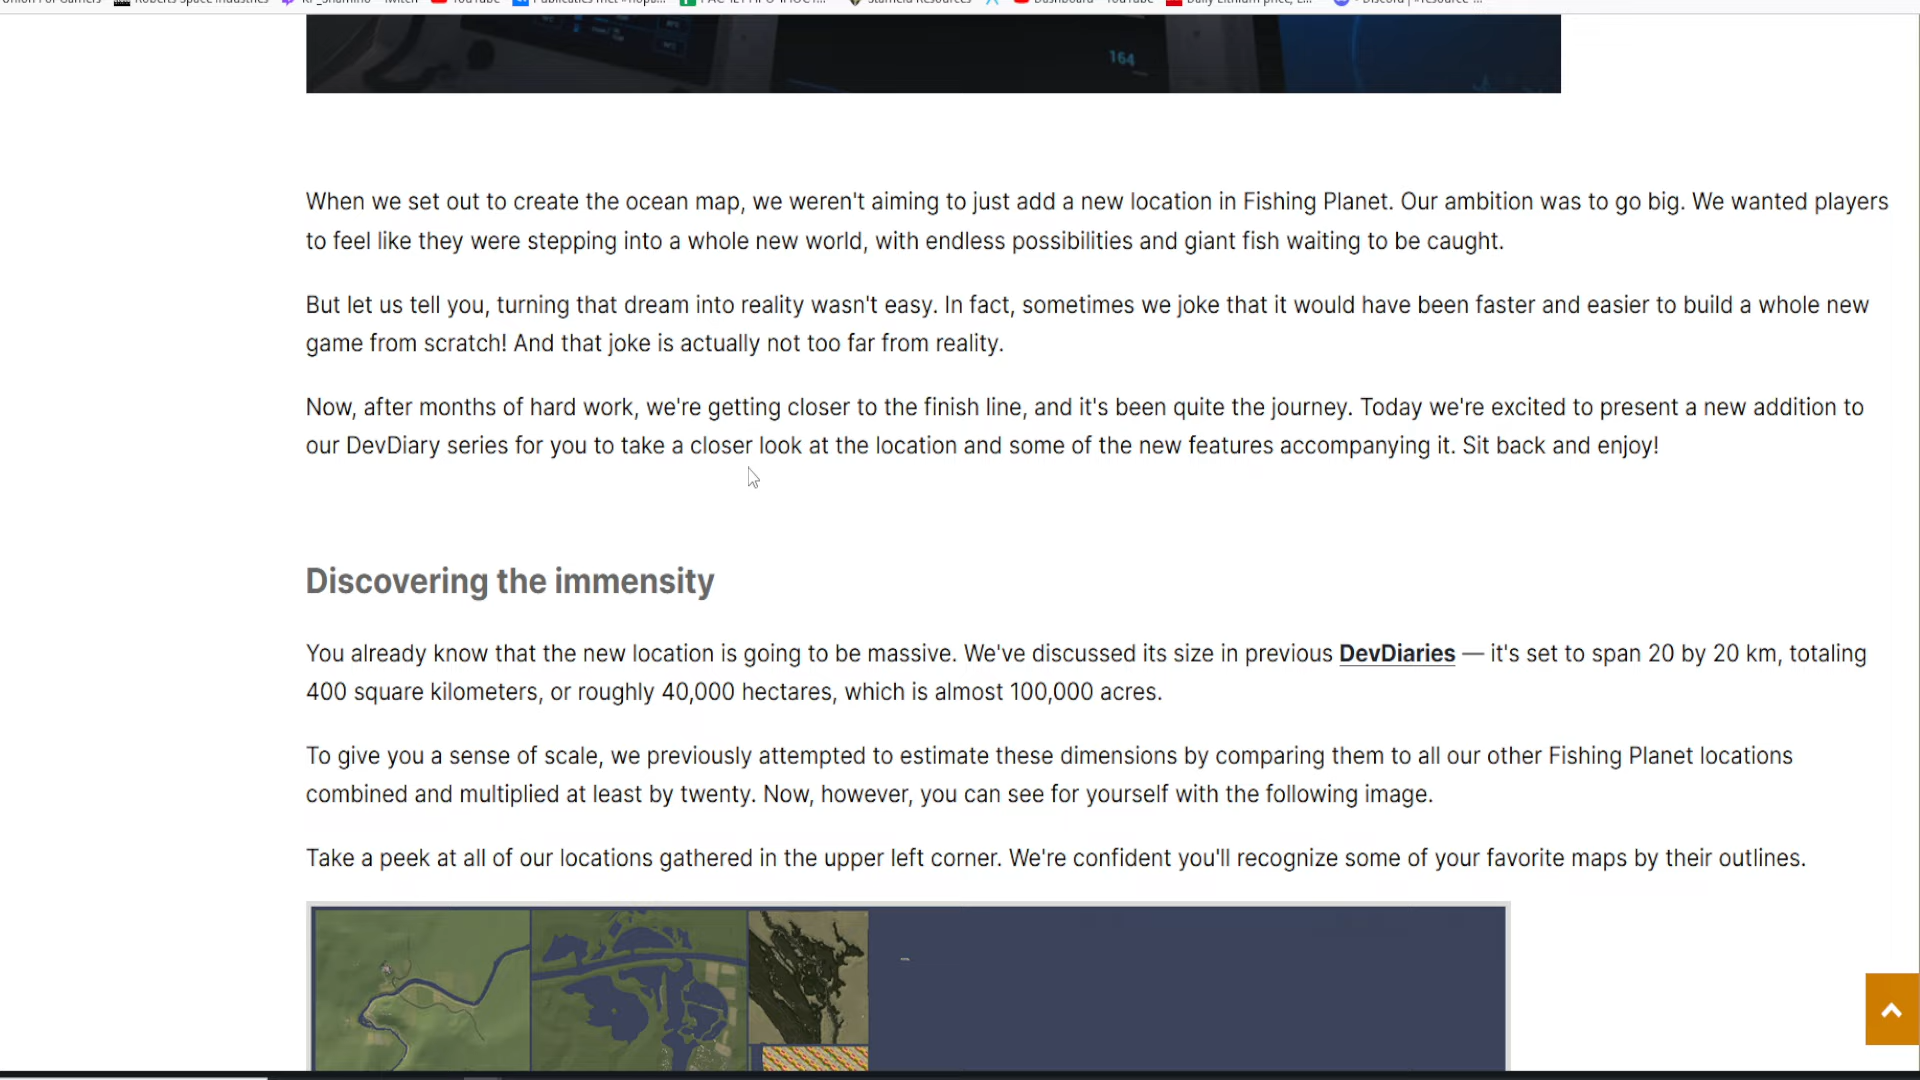 164
When we set out to create the ocean map, we weren't aiming to just add a new location in Fishing Planet. Our ambition was to go big. We wanted players
to feel like they were stepping into a whole new world, with endless possibilities and giant fish waiting to be caught.
But let us tell you, turning that dream into reality wasn't easy. In fact, sometimes we joke that it would have been faster and easier to build a whole new
game from scratch! And that joke is actually not too far from reality.
Now, after months of hard work, we're getting closer to the finish line, and it's been quite the journey. Today we're excited to present a new addition to
our DevDiary series for you to take a closer look at the location and some of the new features accompanying it. Sit back and enjoy!
Discovering the immensity
You already know that the new location is going to be massive. We've discussed its size in previous DevDiaries — it's set to span 20 by 20 km, totaling
400 square kilometers, or roughly 40,000 hectares, which is almost 100,000 acres.
To give you a sense of scale, we previously attempted to estimate these dimensions by comparing them to all our other Fishing Planet locations
combined and multiplied at least by twenty. Now, however, you can see for yourself with the following image.
Take a peek at all of our locations gathered in the upper left corner. We're confident you'll recognize some of your favorite maps by their outlines.